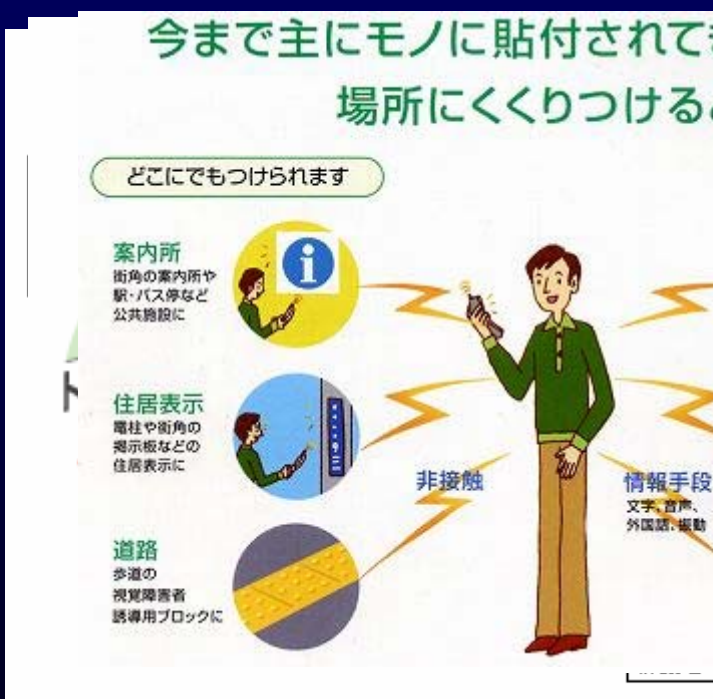 今まで主にモノに貼付されて
場所にくくりつける
どこにでもつけられます
案内所
街角の案内所や
駅・バス停など
公共施設に
住居表示
電柱や街角の
掲示板などの
住居表示に
道路
歩道の
視覚障害者
誘導用ブロックに
非接触
情報手段
文字、音声、
外国語、振動
ト